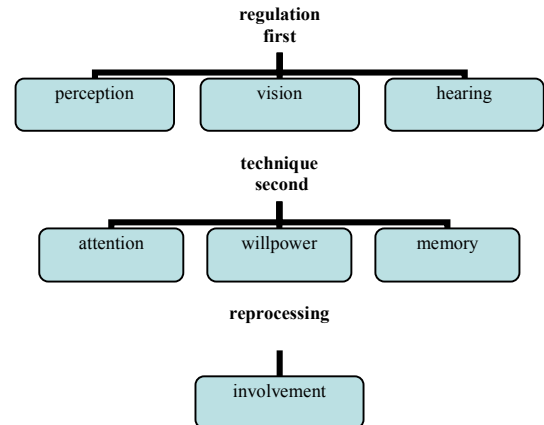 regulation
first
perception vision hearing
technique
second
attention willpower memory
reprocessing
involvement